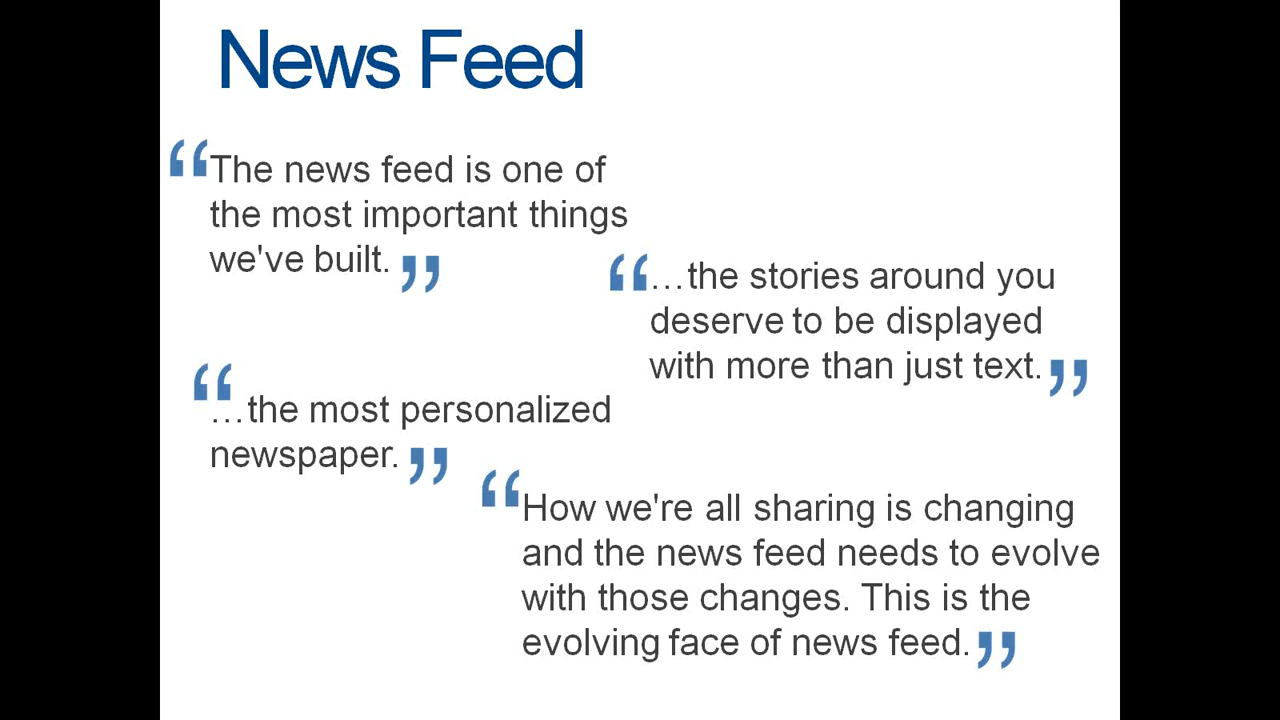 News Feed
“The news feed is one of
the most important things
we've built.”
“…the stories around you
deserve to be displayed
with more than just text.”
“…the most personalized
newspaper.”
“How we're all sharing is changing
and the news feed needs to evolve
with those changes. This is the
evolving face of news feed.”